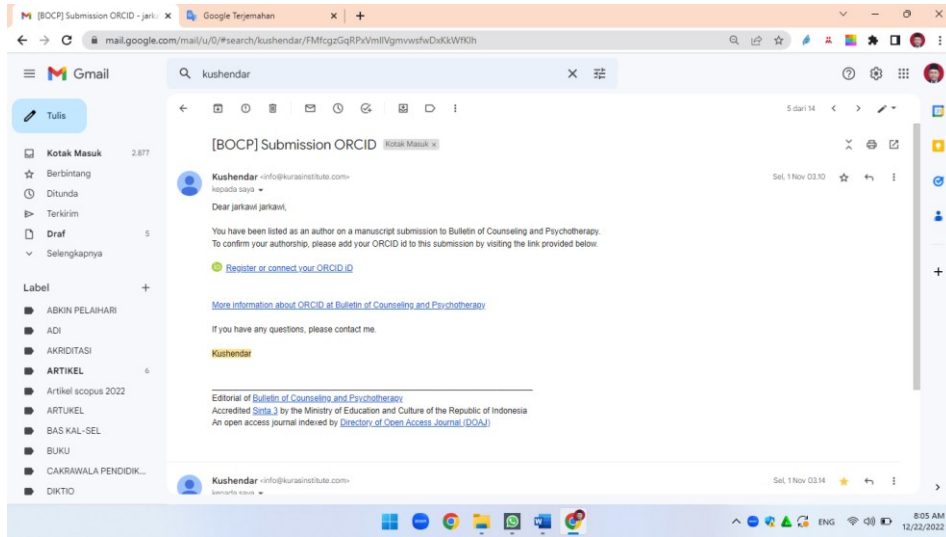 [BOCP] Submission ORCID - jarka
Google Terjemahan
mail.google.com/mail/u/0/#search/kushendar/FMfcgzGqRPxVmIlVgmvwsfwDxKkWfKlh
Gmail
kushendar
Tulis
5 dari 14
Kotak Masuk 2.877
Berbintang
Ditunda
Terkirim
Draf 5
Selengkapnya
Label
ABKIN PELAIHARI
ADI
AKRIDITASI
ARTIKEL 6
Artikel scopus 2022
ARTUKEL
BAS KAL-SEL
BUKU
CAKRAWALA PENDIDIK...
DIKTIO
[BOCP] Submission ORCID Kotak Masuk x
Kushendar <info@kurasinstitute.com> Sel, 1 Nov 03.10
kepada saya
Dear jarkawi jarkawi,
You have been listed as an author on a manuscript submission to Bulletin of Counseling and Psychotherapy.
To confirm your authorship, please add your ORCID id to this submission by visiting the link provided below.
iD Register or connect your ORCID iD
More information about ORCID at Bulletin of Counseling and Psychotherapy
If you have any questions, please contact me.
Kushendar
Editorial of Bulletin of Counseling and Psychotherapy
Accredited Sinta 3 by the Ministry of Education and Culture of the Republic of Indonesia
An open access journal indexed by Directory of Open Access Journal (DOAJ)
Kushendar <info@kurasinstitute.com> Sel, 1 Nov 03.14
kepada saya
ENG
8:05 AM
12/22/2022